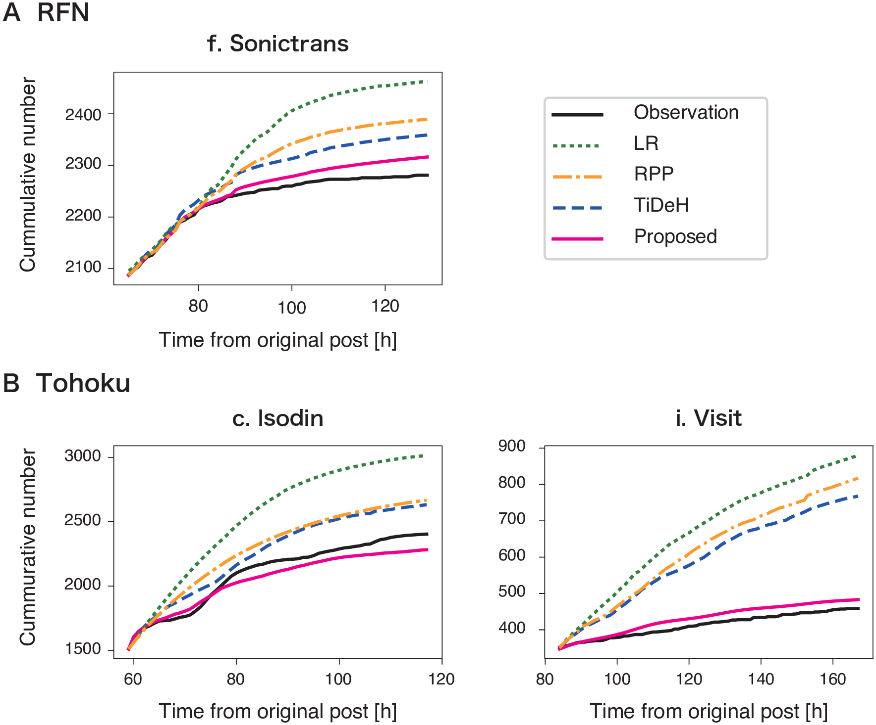 A RFN
f. Sonictrans
Cummulative number
2400
2300
2200
2100
80 100 120
Time from original post [h]
Observation
LR
RPP
TiDeH
Proposed
B Tohoku
c. Isodin
Cummurative number
3000
2500
2000
1500
60 80 100 120
Time from original post [h]
i. Visit
900
800
700
600
500
400
80 100 120 140 160
Time from original post [h]